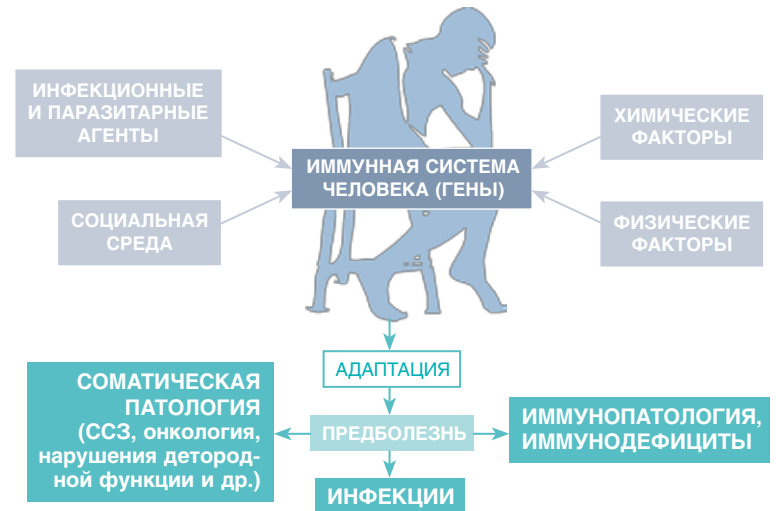 ИНФЕКЦИОННЫЕ
И ПАРАЗИТАРНЫЕ
АГЕНТЫ
ХИМИЧЕСКИЕ
ФАКТОРЫ
ИММУННАЯ СИСТЕМА
ЧЕЛОВЕКА (ГЕНЫ)
СОЦИАЛЬНАЯ
СРЕДА
ФИЗИЧЕСКИЕ
ФАКТОРЫ
АДАПТАЦИЯ
СОМАТИЧЕСКАЯ
ПАТОЛОГИЯ
(ССЗ, онкология,
нарушения детород-
ной функции и др.)
ПРЕДБОЛЕЗНЬ
ИММУНОПАТОЛОГИЯ,
ИММУНОДЕФИЦИТЫ
ИНФЕКЦИИ